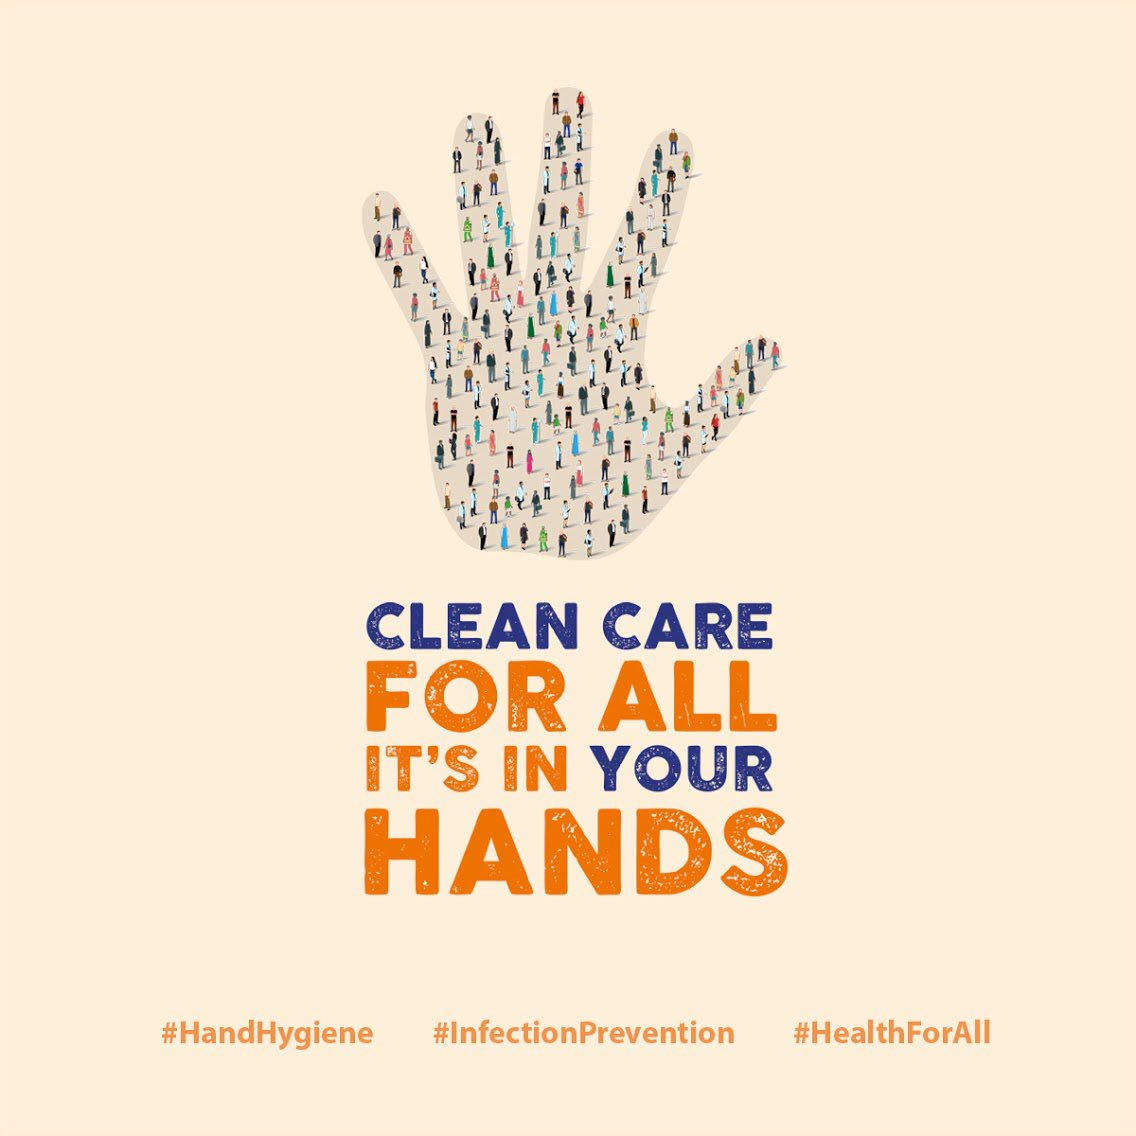 CLEAN CARE
FOR ALL
IT'S IN YOUR
HANDS
#HandHygiene #InfectionPrevention #HealthForAll